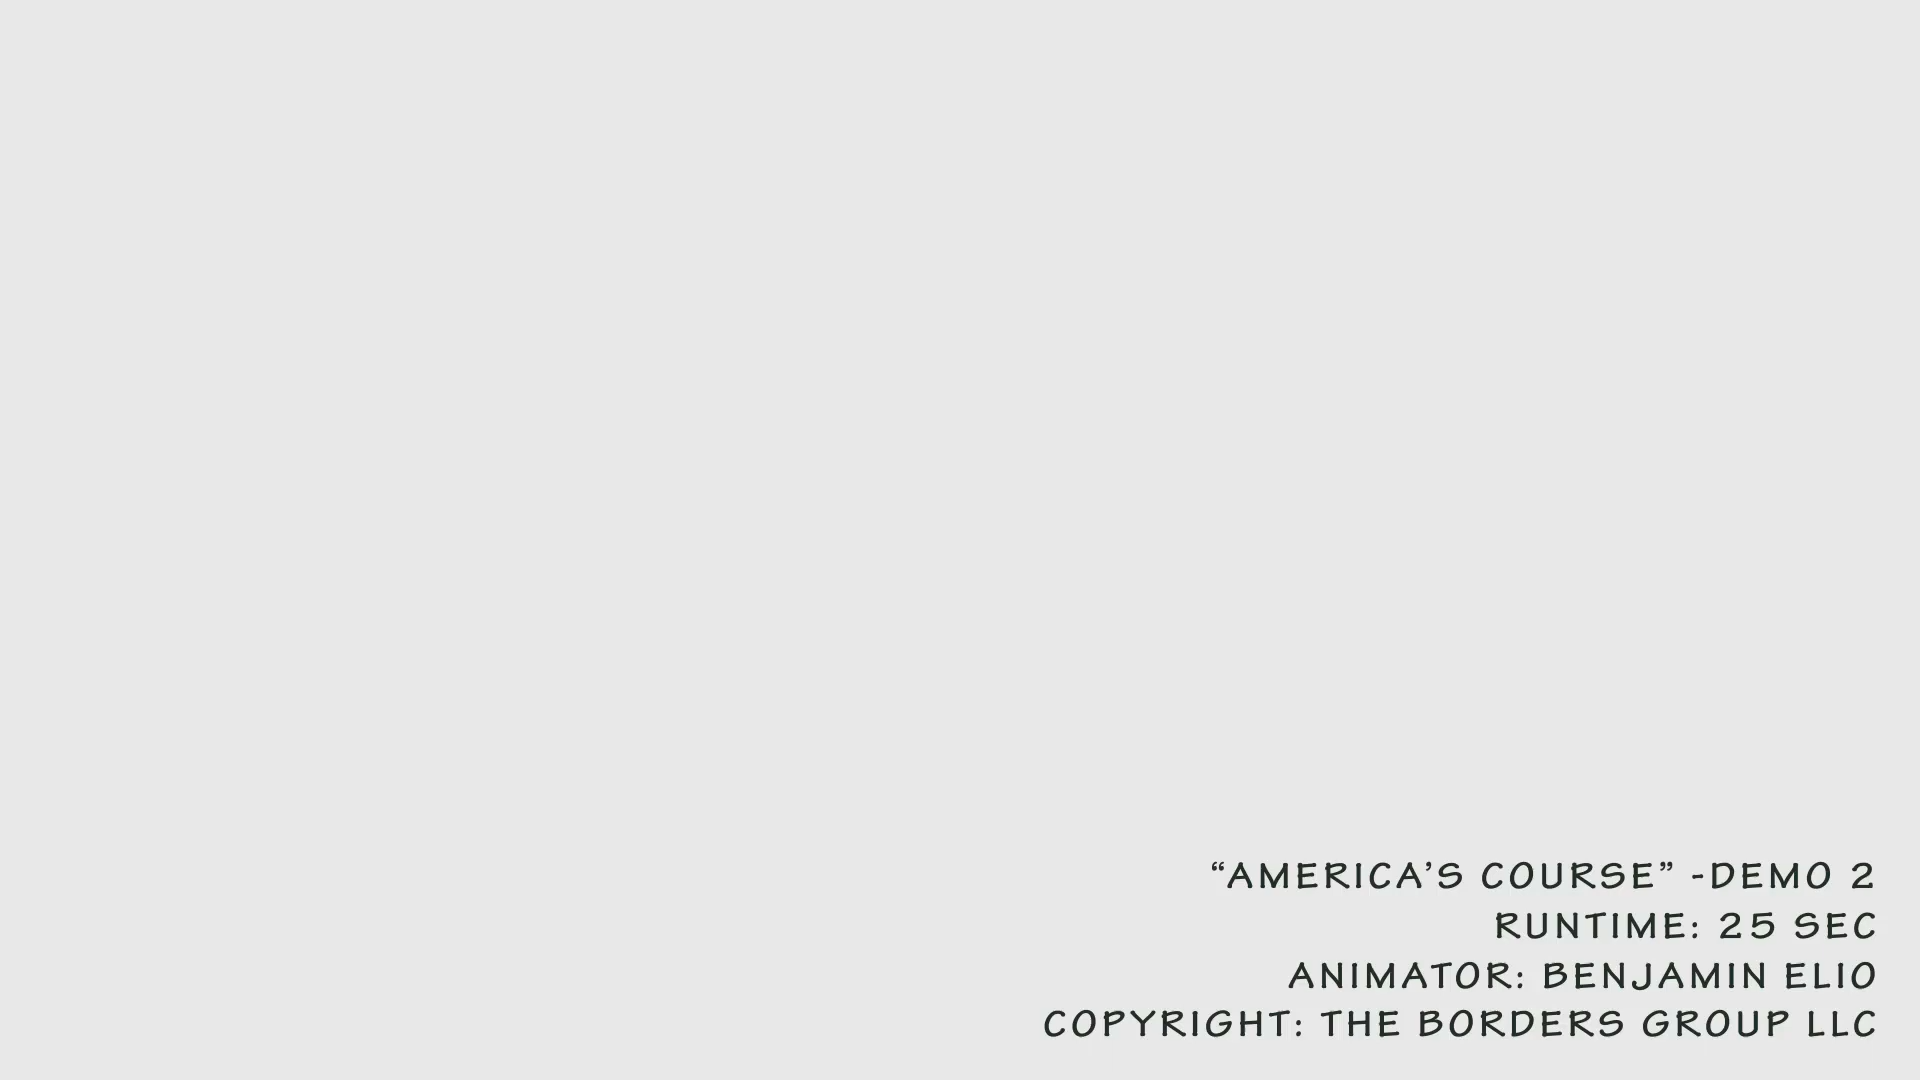 “AMERICA’S COURSE” -DEMO 2
RUNTIME: 25 SEC
ANIMATOR: BENJAMIN ELIO
COPYRIGHT: THE BORDERS GROUP LLC